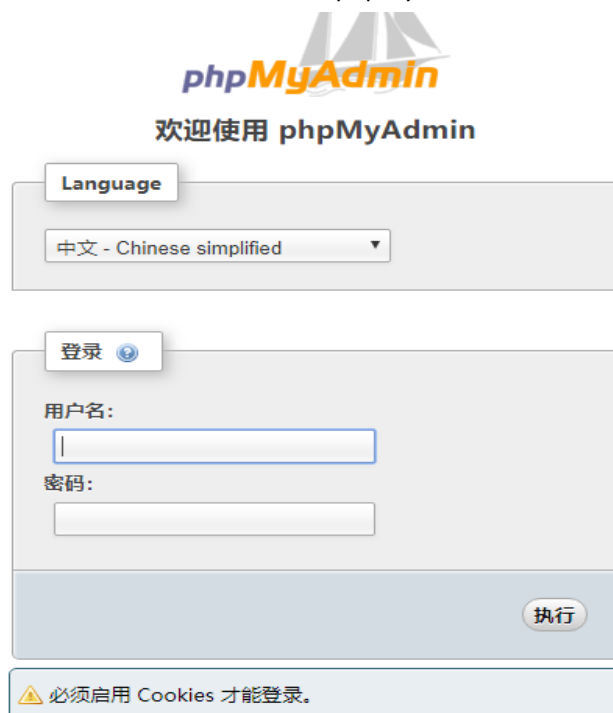 phpMyAdmin
欢迎使用 phpMyAdmin
Language
中文 - Chinese simplified
登录
用户名:
密码:
执行
必须启用 Cookies 才能登录。